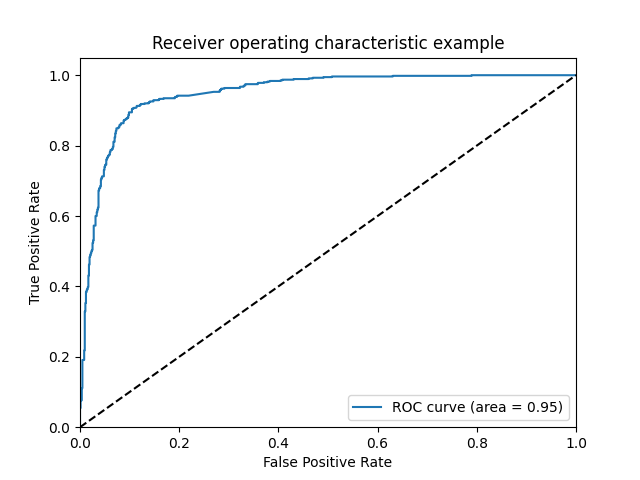 Receiver operating characteristic example
1.0
0.8
0.6
0.4
0.2
0.0
True Positive Rate
ROC curve (area = 0.95)
0.0 0.2 0.4 0.6 0.8 1.0
False Positive Rate